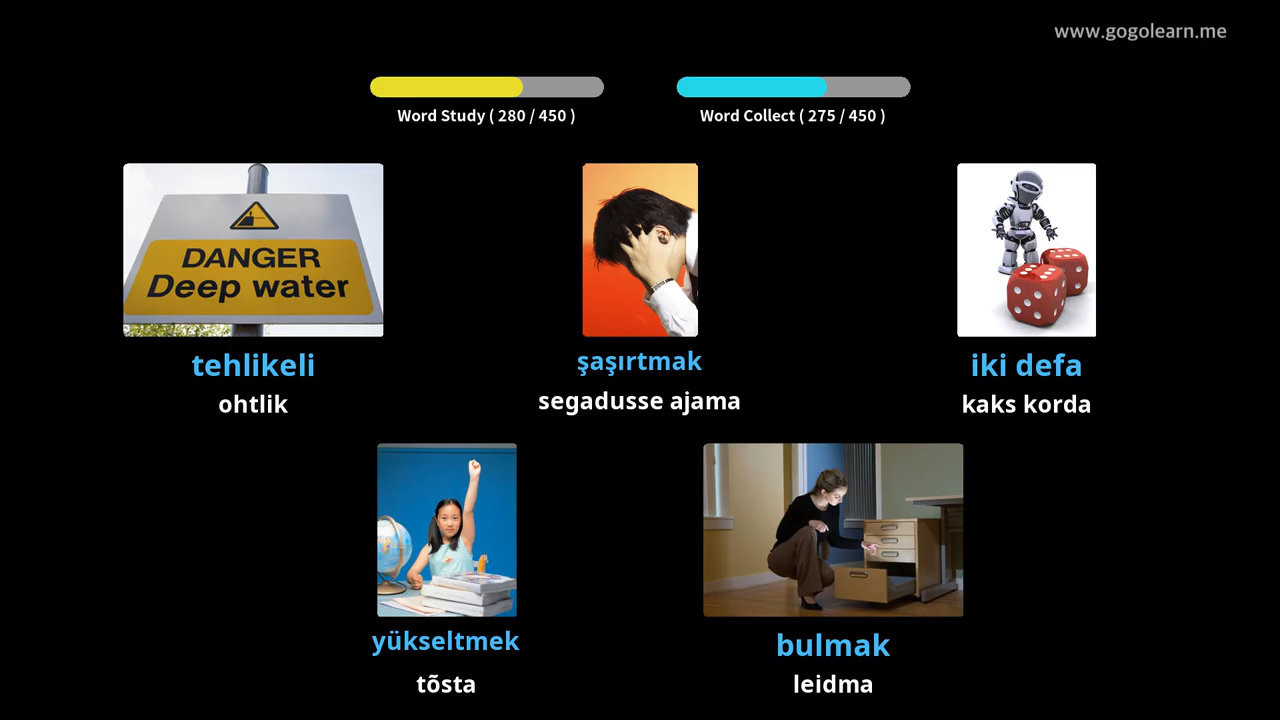 www.gogolearn.me
Word Study ( 280 / 450 )
Word Collect ( 275 / 450 )
DANGER
Deep water
tehlikeli
ohtlik
şaşırtmak
segadusse ajama
iki defa
kaks korda
yükseltmek
tõsta
bulmak
leidma